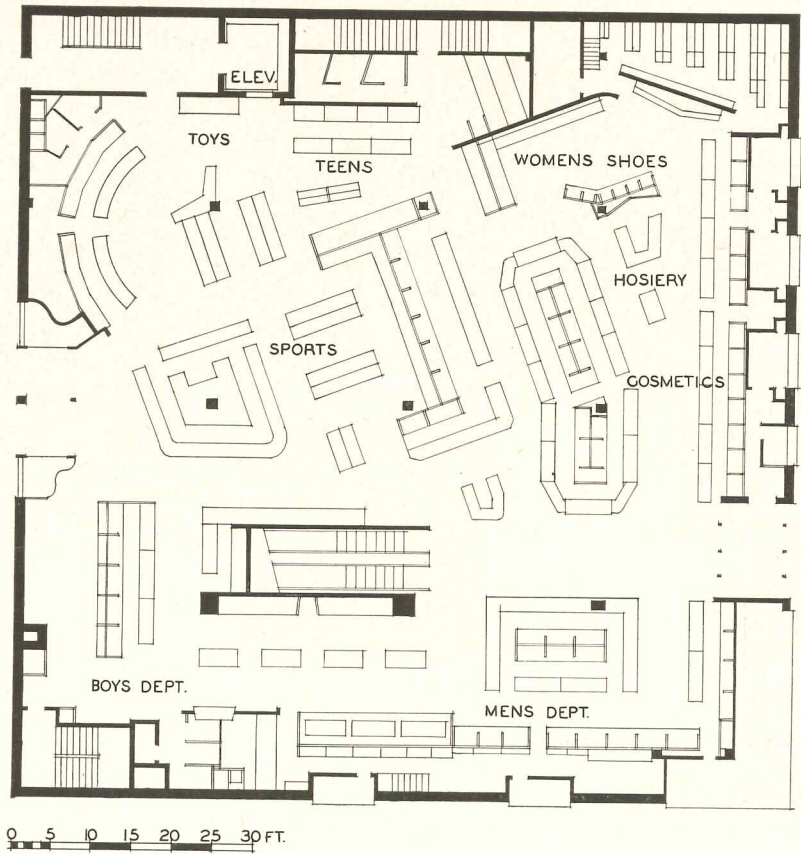 ELEV.
TOYS
TEENS
WOMENS SHOES
HOSIERY
SPORTS
COSMETICS
BOYS DEPT.
MENS DEPT.
0 5 10 15 20 25 30 FT.